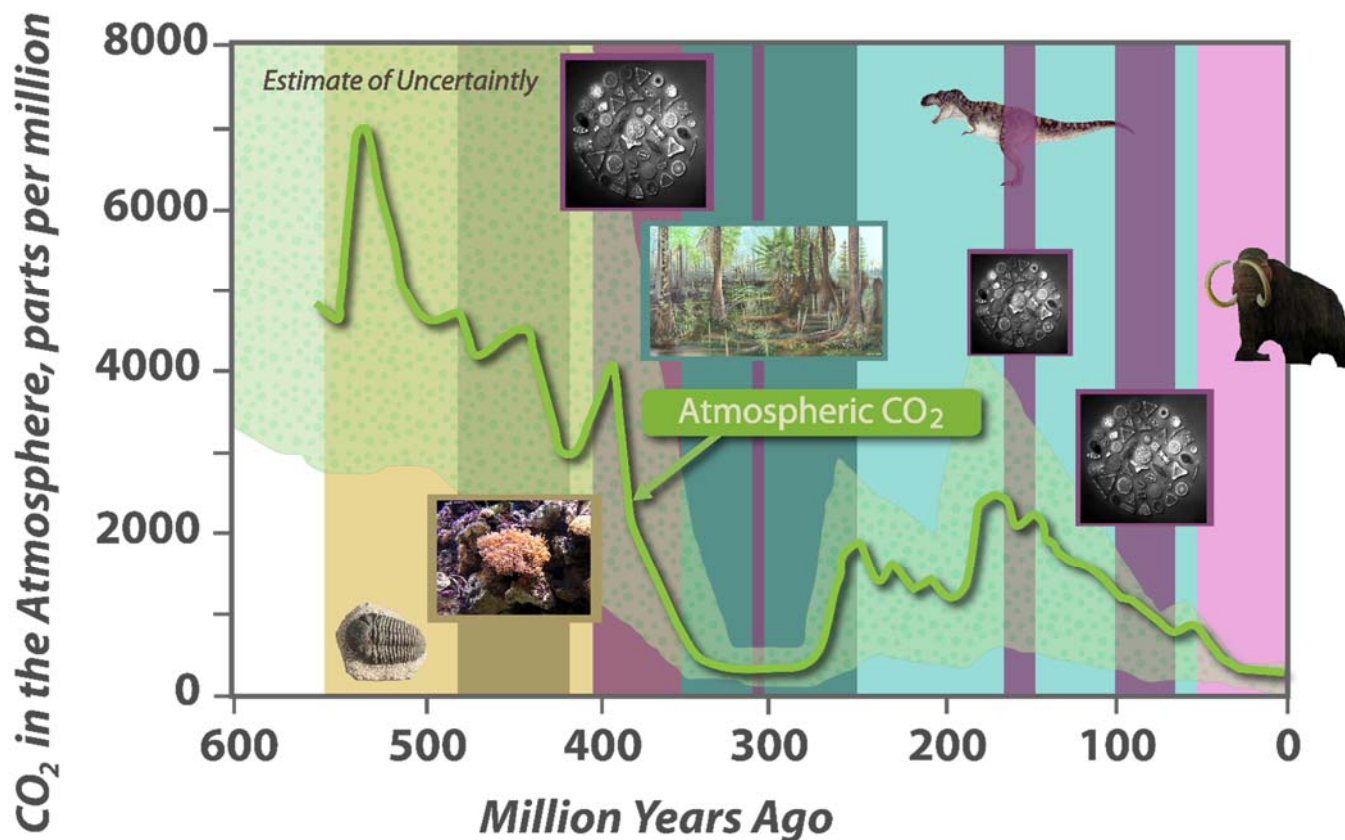 CO₂ in the Atmosphere, parts per million
8000
6000
4000
2000
0
Estimate of Uncertainly
Atmospheric CO₂
600 500 400 300 200 100 0
Million Years Ago